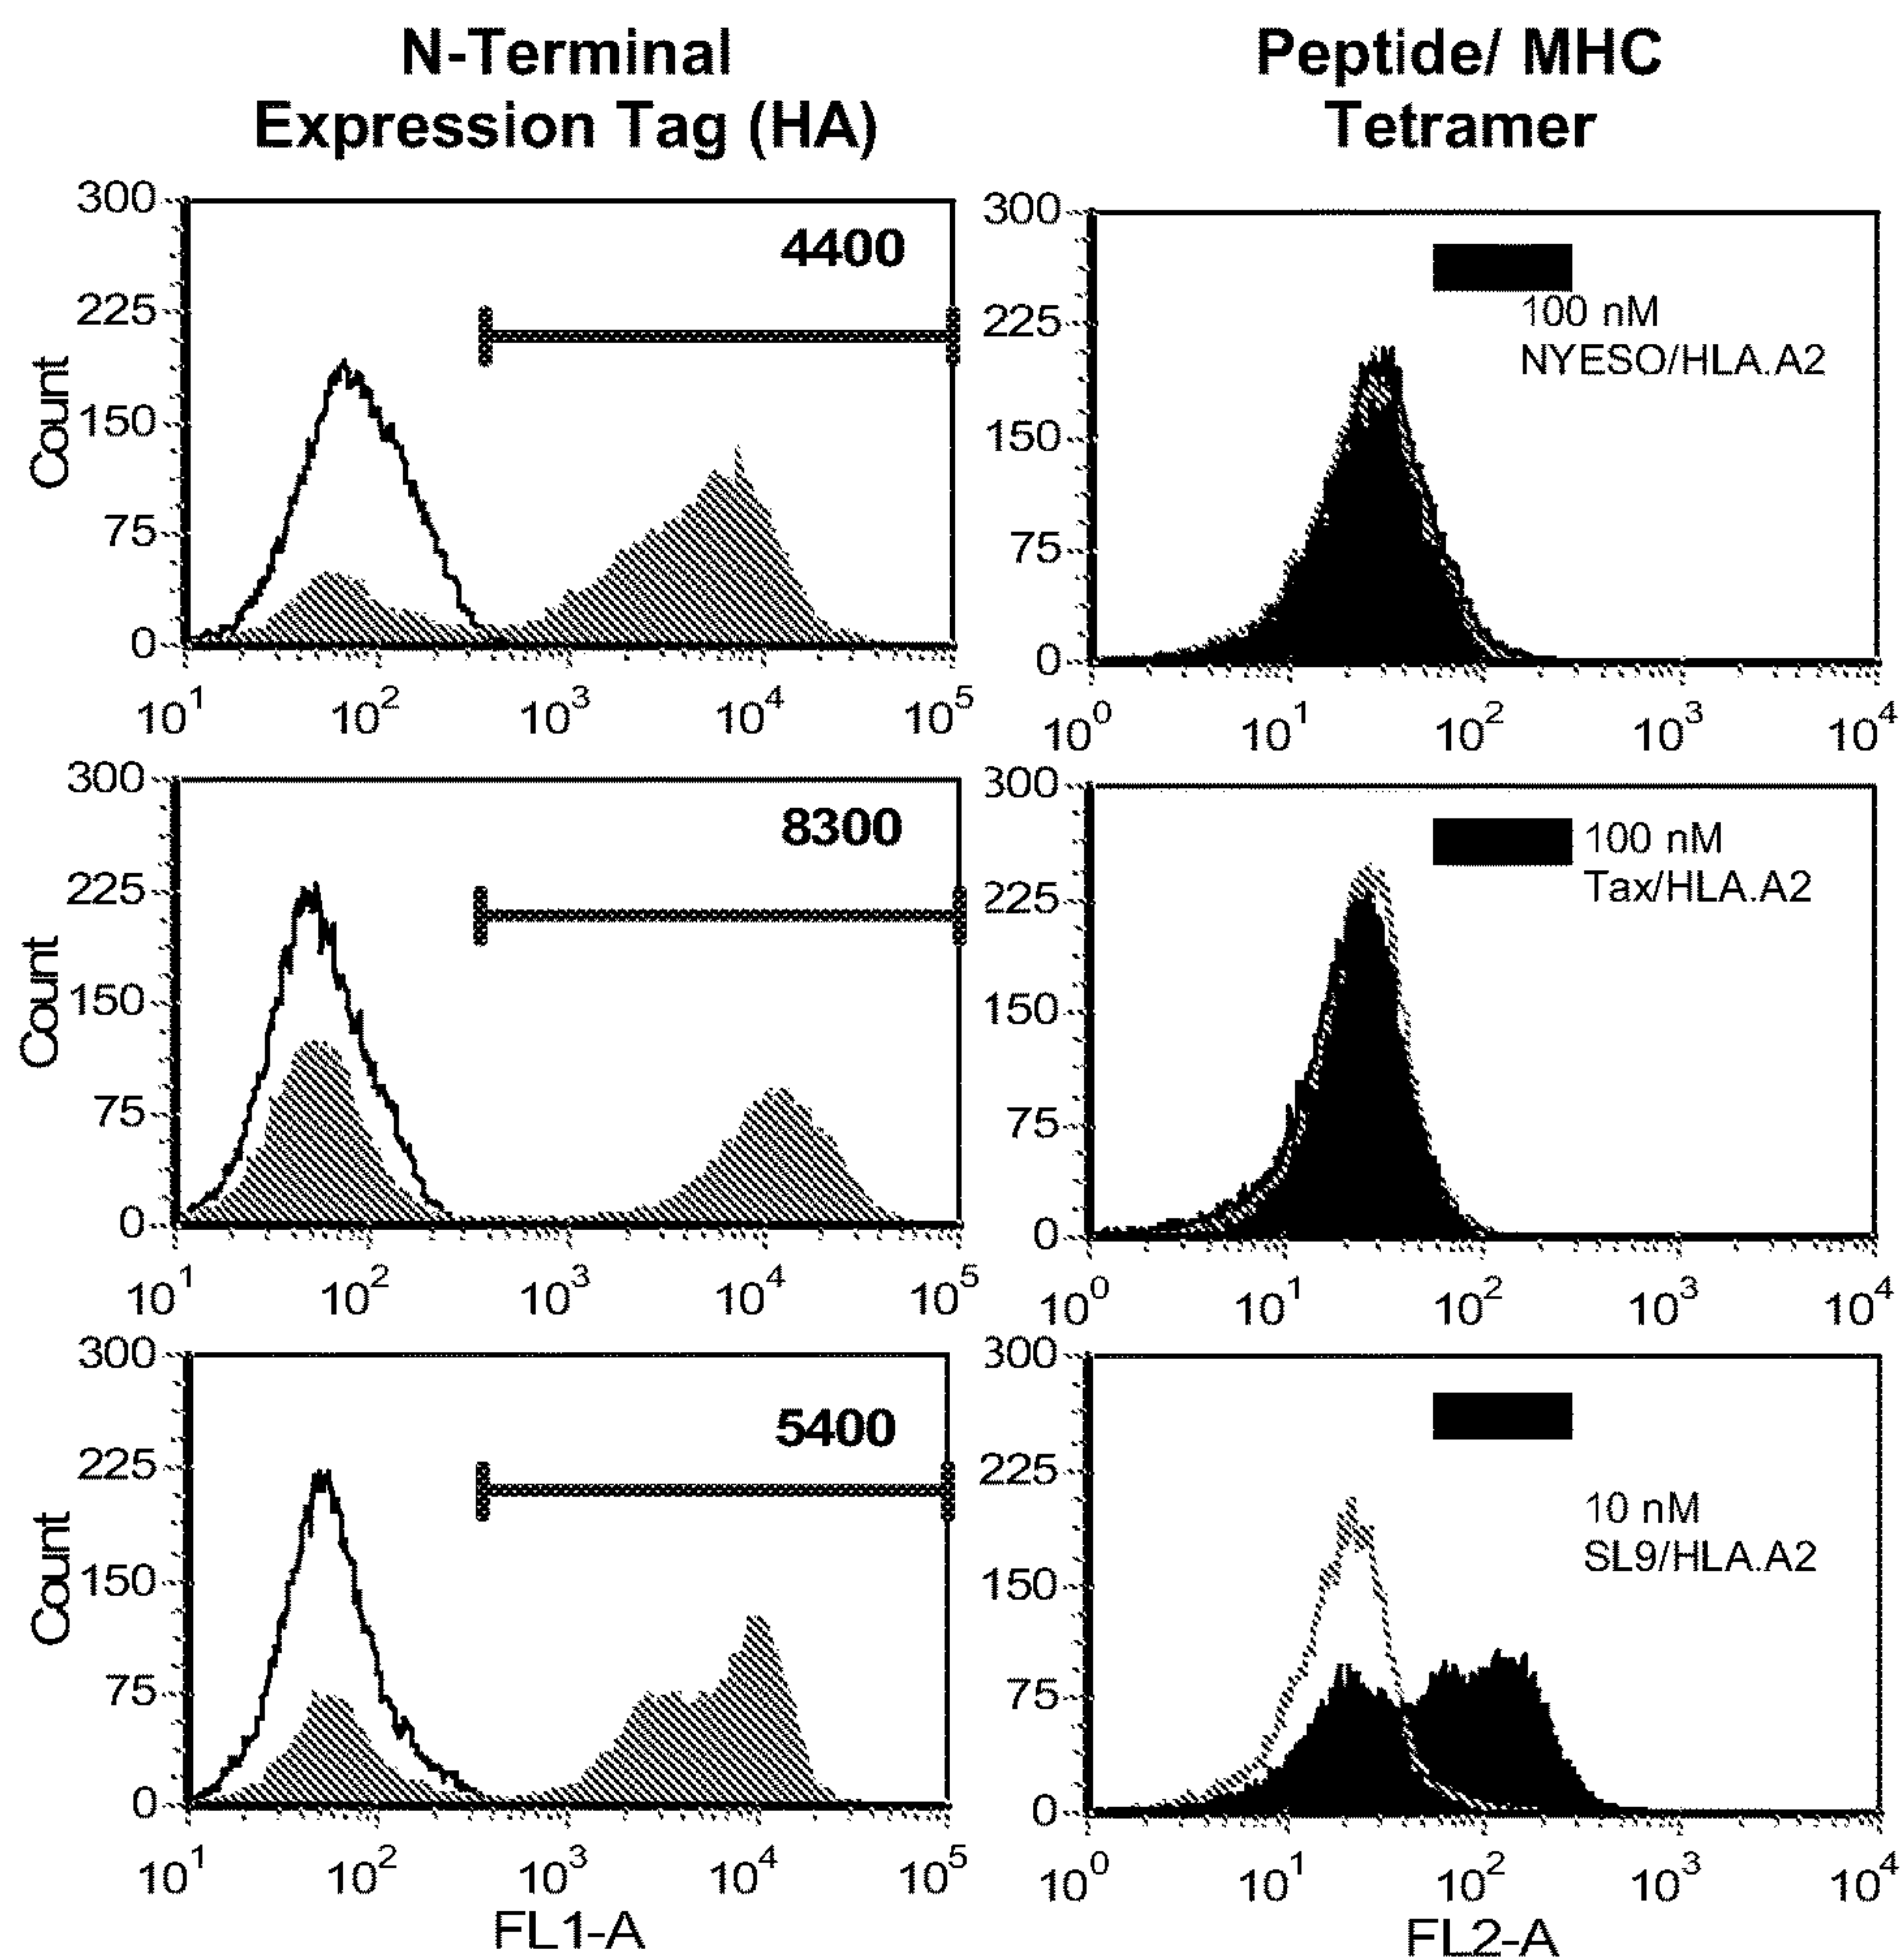 N-Terminal
Expression Tag (HA)
Peptide/ MHC
Tetramer
300
225
150
75
0
Count
4400
10¹ 10² 10³ 10⁴ 10⁵
300
225
150
75
0
100 nM
NYESO/HLA.A2
10⁰ 10¹ 10² 10³ 10⁴
300
225
150
75
0
Count
8300
10¹ 10² 10³ 10⁴ 10⁵
300
225
150
75
0
100 nM
Tax/HLA.A2
10⁰ 10¹ 10² 10³ 10⁴
300
225
150
75
0
Count
5400
10¹ 10² 10³ 10⁴ 10⁵
FL1-A
300
225
150
75
0
10 nM
SL9/HLA.A2
10⁰ 10¹ 10² 10³ 10⁴
FL2-A